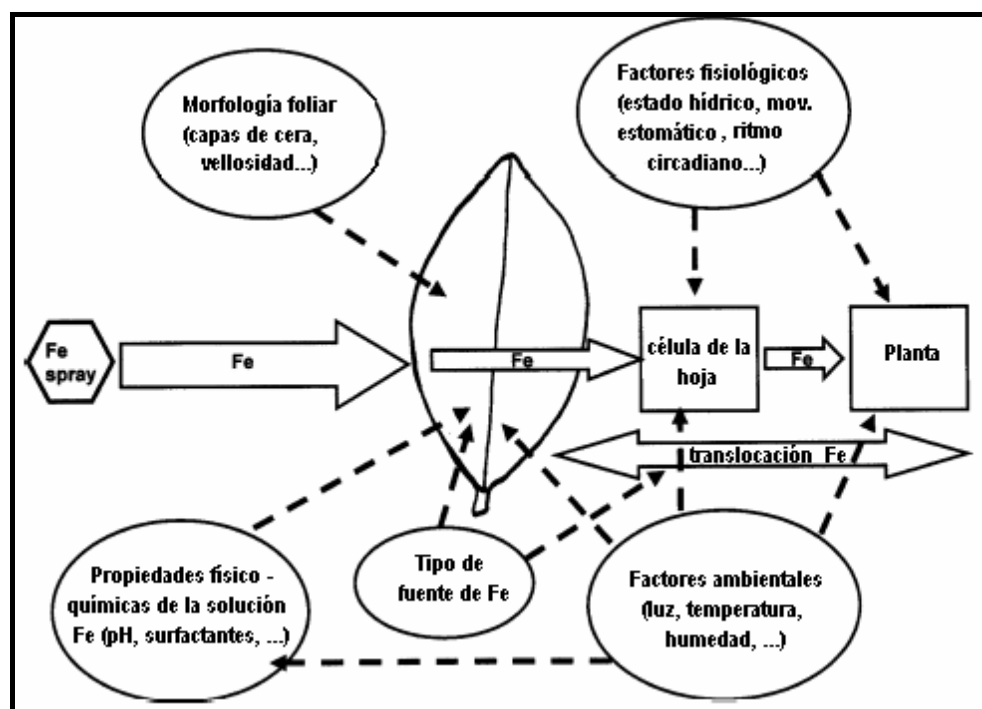 Morfología foliar
(capas de cera,
vellosidad...)
Factores fisiológicos
(estado hídrico, mov.
estomático , ritmo
circadiano...)
Fe
spray
Fe
Fe
célula de la
hoja
Fe
Planta
translocación Fe
Propiedades físico -
químicas de la solución
Fe (pH, surfactantes, ...)
Tipo de
fuente de Fe
Factores ambientales
(luz, temperatura,
humedad, ...)